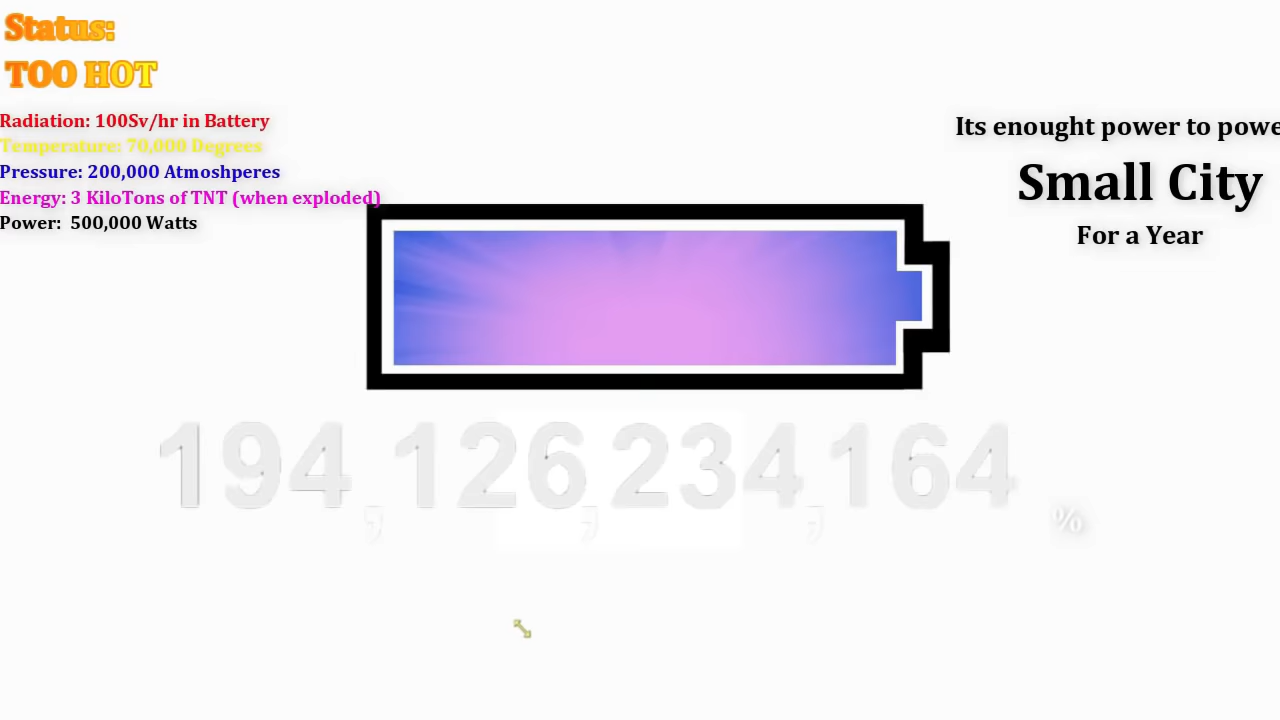 Status:
TOO HOT
Radiation: 100Sv/hr in Battery
Temperature: 70,000 Degrees
Pressure: 200,000 Atmoshperes
Energy: 3 KiloTons of TNT (when exploded)
Power:  500,000 Watts
Its enought power to powe
Small City
For a Year
194,126,234,164 %